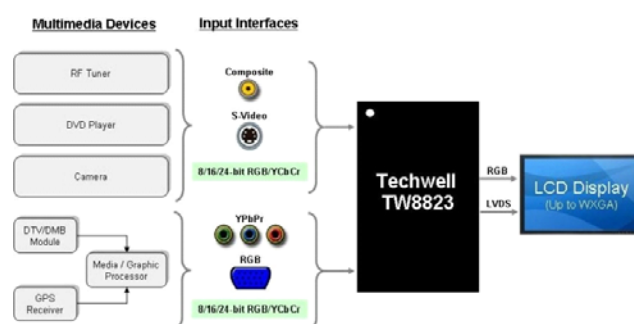 Multimedia Devices
Input Interfaces
RF Tuner
DVD Player
Camera
Composite
S-Video
8/16/24-bit RGB/YCbCr
DTV/DMB
Module
Media / Graphic
Processor
GPS
Receiver
YPbPr
RGB
8/16/24-bit RGB/YCbCr
Techwell
TW8823
RGB
LVDS
LCD Display
(Up to WXGA)